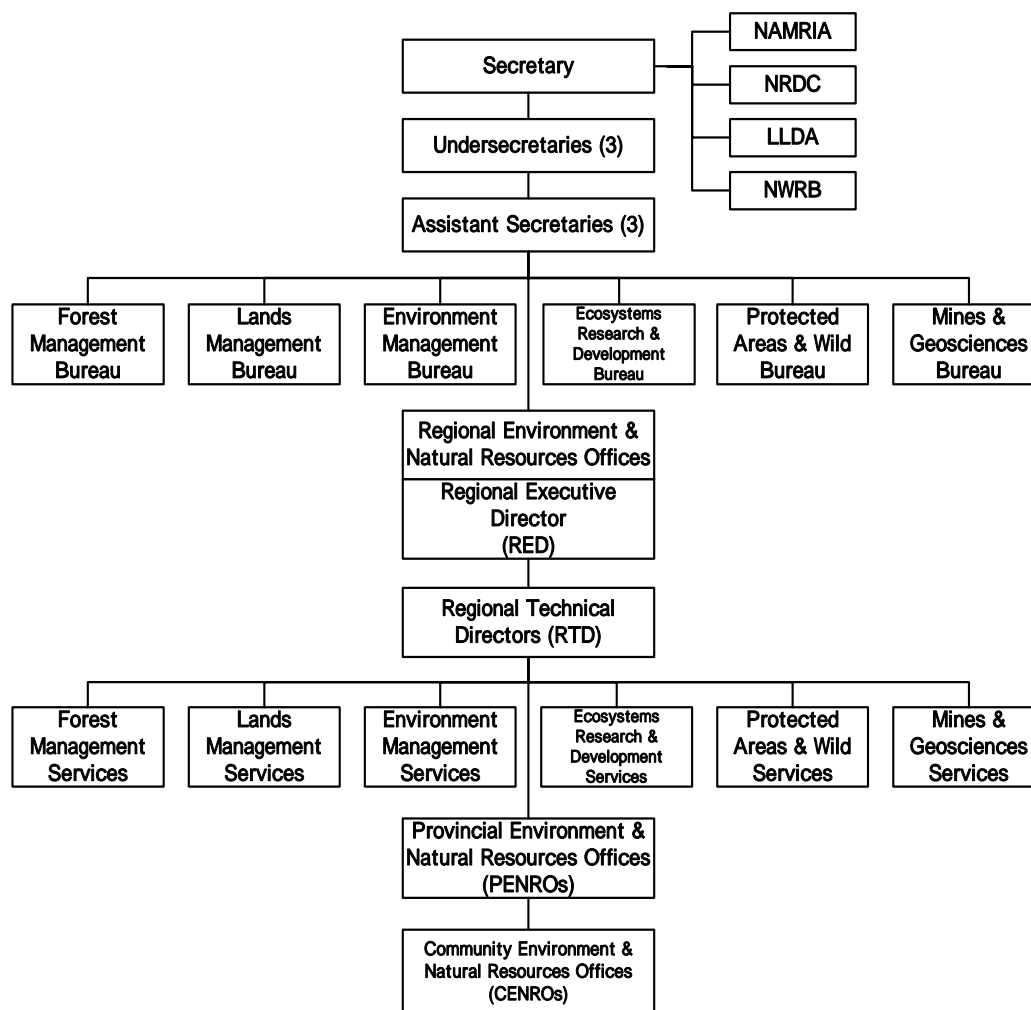 Secretary
NAMRIA
NRDC
LLDA
NWRB
Undersecretaries (3)
Assistant Secretaries (3)
Forest
Management
Bureau
Lands
Management
Bureau
Environment
Management
Bureau
Ecosystems
Research &
Development
Bureau
Protected
Areas & Wild
Bureau
Mines &
Geosciences
Bureau
Regional Environment &
Natural Resources Offices
Regional Executive
Director
(RED)
Regional Technical
Directors (RTD)
Forest
Management
Services
Lands
Management
Services
Environment
Management
Services
Ecosystems
Research &
Development
Services
Protected
Areas & Wild
Services
Mines &
Geosciences
Services
Provincial Environment &
Natural Resources Offices
(PENROs)
Community Environment &
Natural Resources Offices
(CENROs)